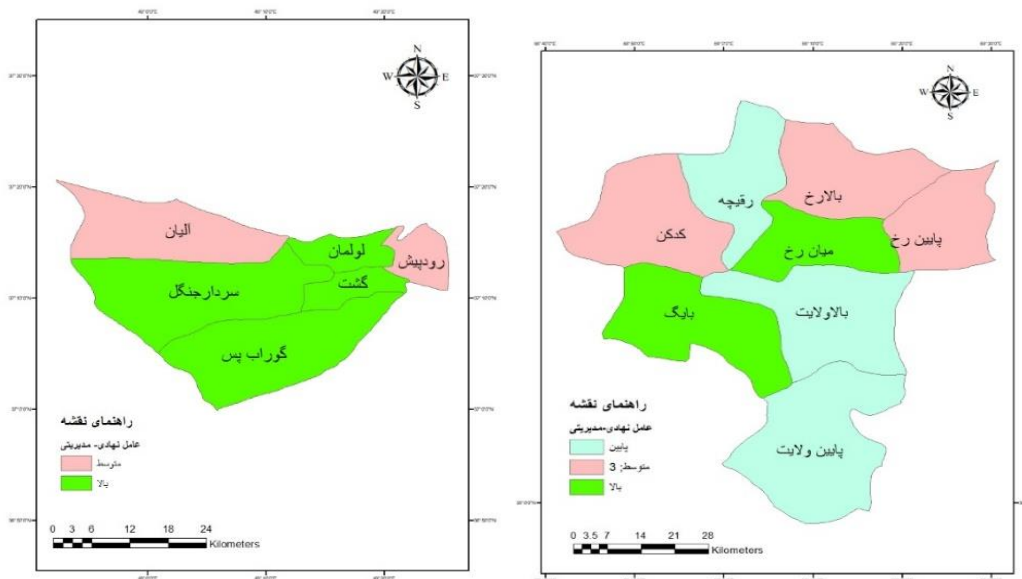 N
W E
S
آلیان
لولمان
رودپیش
گشت
سردارجنگل
گوراب پس
راهنمای نقشه
عامل نهادی- مدیریتی
متوسط
بالا
0 3 6 12 18 24
Kilometers
N
W E
S
بالارخ
رقیچه
کدکن
پایین رخ
میان رخ
بالاولایت
بایگ
پایین ولایت
راهنمای نقشه
عامل نهادی-مدیریتی
پایین
متوسط; 3
بالا
0 3.5 7 14 21 28
Kilometers